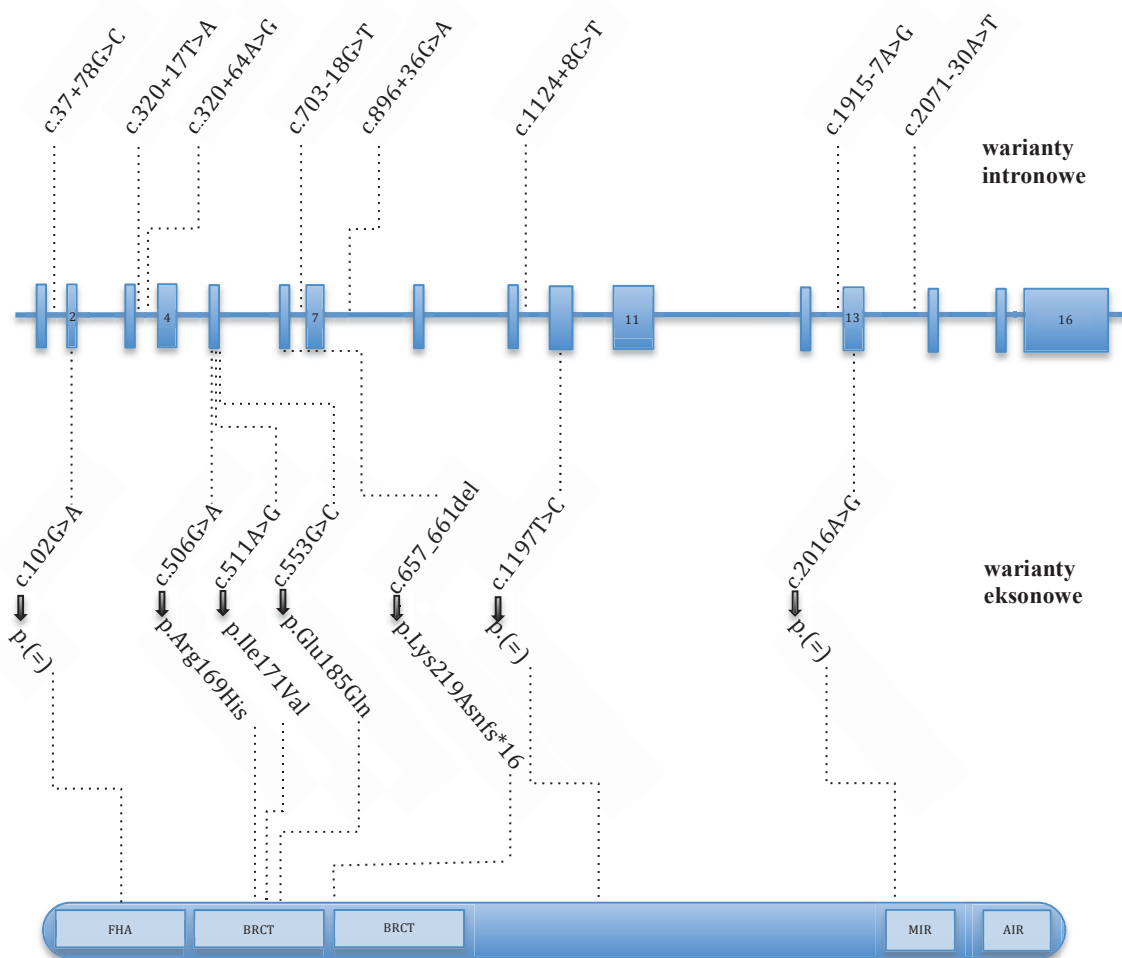 c.37+78G>C
c.320+17T>A
c.320+64A>G
c.703-18G>T
c.896+36G>A
c.1124+8C>T
c.1915-7A>G
c.2071-30A>T
warianty
intronowe
2
4
7
11
13
16
c.102G>A
c.506G>A
c.511A>G
c.553G>C
c.657_661del
c.1197T>C
c.2016A>G
warianty
eksonowe
p.(=)
p.Arg169His
p.Ile171Val
p.Glu185Gln
p.Lys219Asnfs*16
p.(=)
p.(=)
FHA
BRCT
BRCT
MIR
AIR